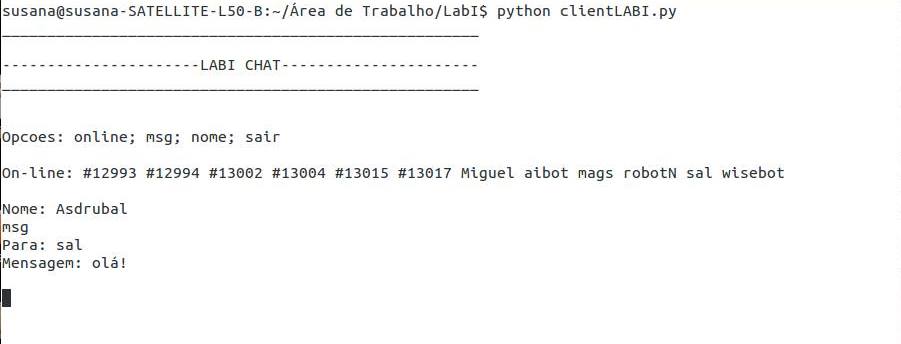 susana@susana-SATELLITE-L50-B:~/Área de Trabalho/LabI$ python clientLABI.py
_____________________________________________________
----------------------LABI CHAT----------------------
_____________________________________________________
Opcoes: online; msg; nome; sair
On-line: #12993 #12994 #13002 #13004 #13015 #13017 Miguel aibot mags robotN sal wisebot
Nome: Asdrubal
msg
Para: sal
Mensagem: olá!